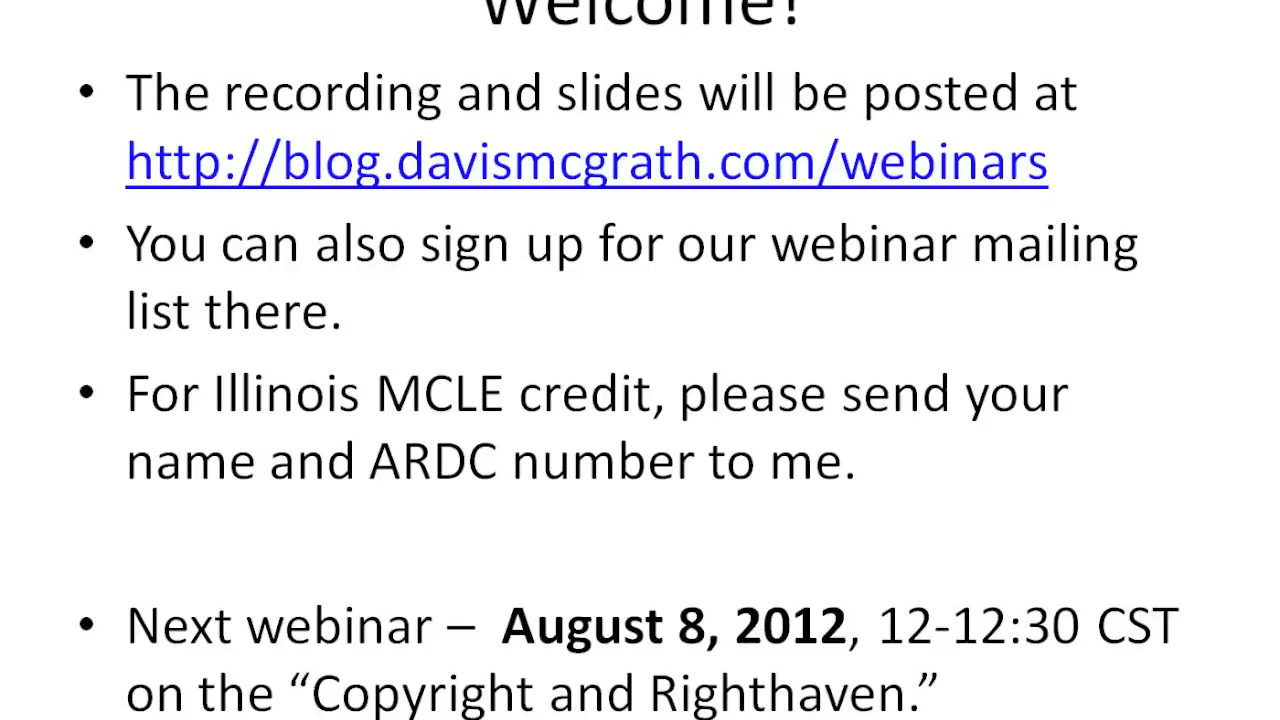 Welcome!
• The recording and slides will be posted at
http://blog.davismcgrath.com/webinars
• You can also sign up for our webinar mailing
list there.
• For Illinois MCLE credit, please send your
name and ARDC number to me.
• Next webinar – August 8, 2012, 12-12:30 CST
on the “Copyright and Righthaven.”